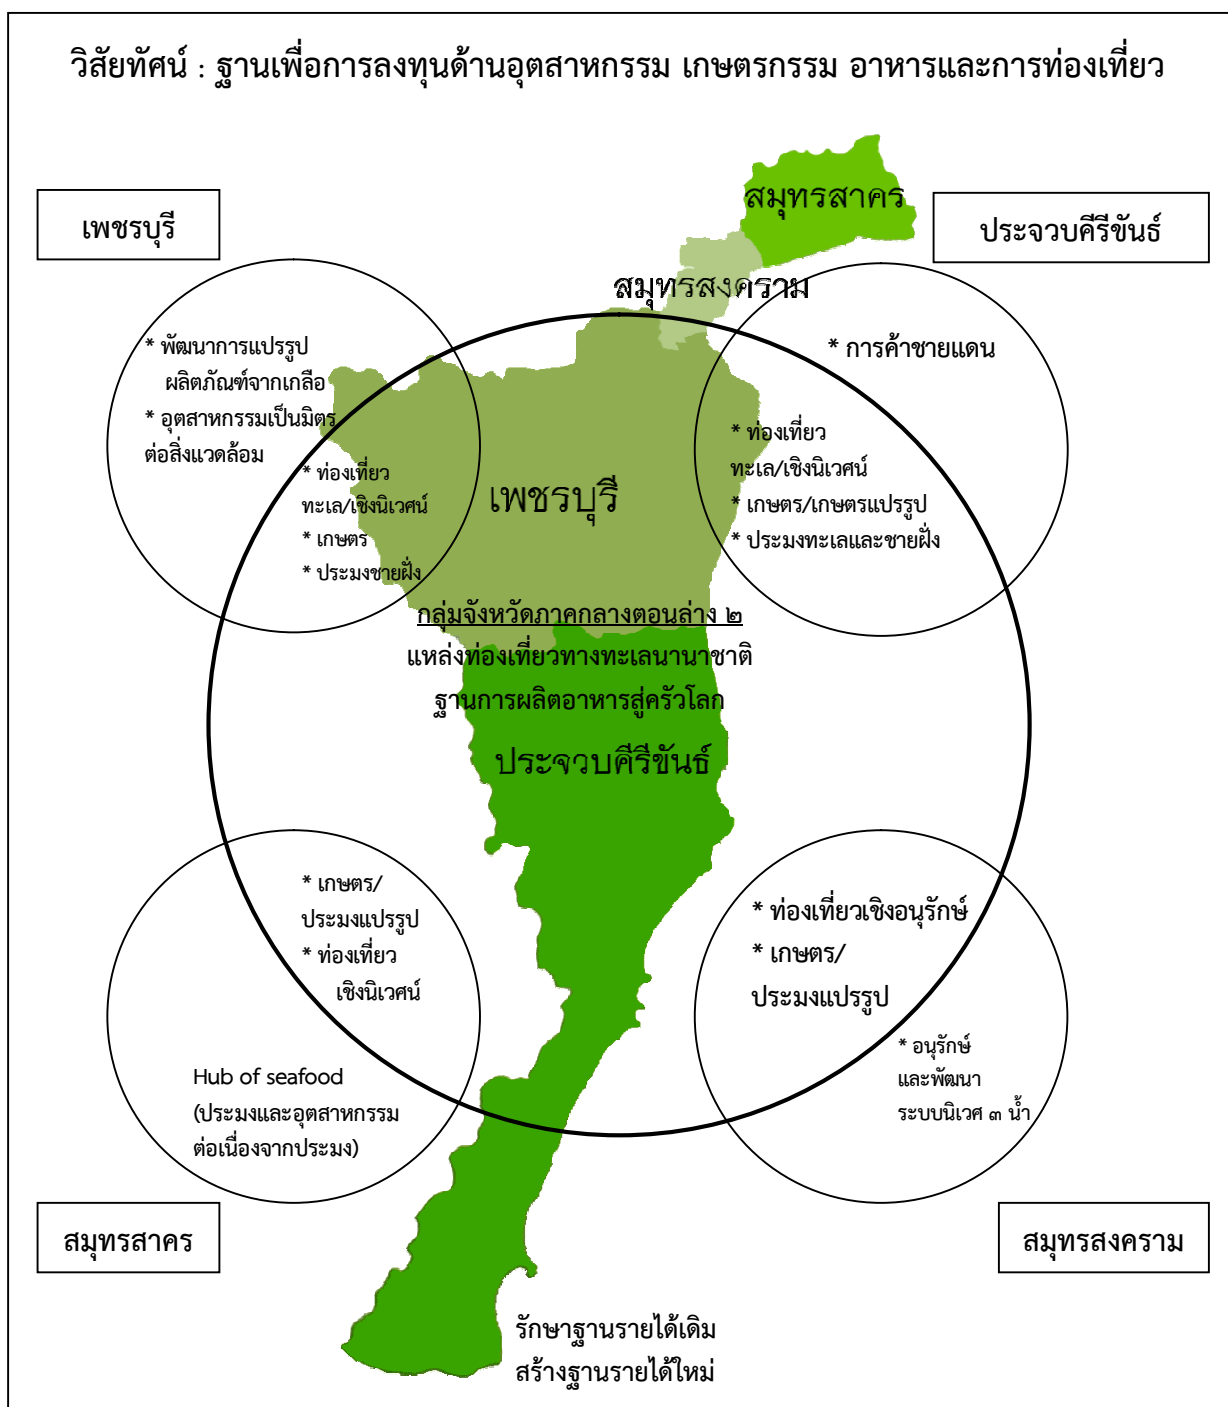 วิสัยทัศน์ : ฐานเพื่อการลงทุนด้านอุตสาหกรรม เกษตรกรรม อาหารและการท่องเที่ยว
สมุทรสาคร
เพชรบุรี
ประจวบคีรีขันธ์
สมุทรสงคราม
* พัฒนาการแปรรูป
ผลิตภัณฑ์จากเกลือ
* อุตสาหกรรมเป็นมิตร
ต่อสิ่งแวดล้อม
* ท่องเที่ยว
ทะเล/เชิงนิเวศน์
* เกษตร
* ประมงชายฝั่ง
* การค้าชายแดน
* ท่องเที่ยว
ทะเล/เชิงนิเวศน์
* เกษตร/เกษตรแปรรูป
* ประมงทะเลและชายฝั่ง
เพชรบุรี
กลุ่มจังหวัดภาคกลางตอนล่าง ๒
แหล่งท่องเที่ยวทางทะเลนานาชาติ
ฐานการผลิตอาหารสู่ครัวโลก
ประจวบคีรีขันธ์
* เกษตร/
ประมงแปรรูป
* ท่องเที่ยว
เชิงนิเวศน์
Hub of seafood
(ประมงและอุตสาหกรรม
ต่อเนื่องจากประมง)
* ท่องเที่ยวเชิงอนุรักษ์
* เกษตร/
ประมงแปรรูป
* อนุรักษ์
และพัฒนา
ระบบนิเวศ ๓ น้ำ
สมุทรสาคร
สมุทรสงคราม
รักษาฐานรายได้เดิม
สร้างฐานรายได้ใหม่